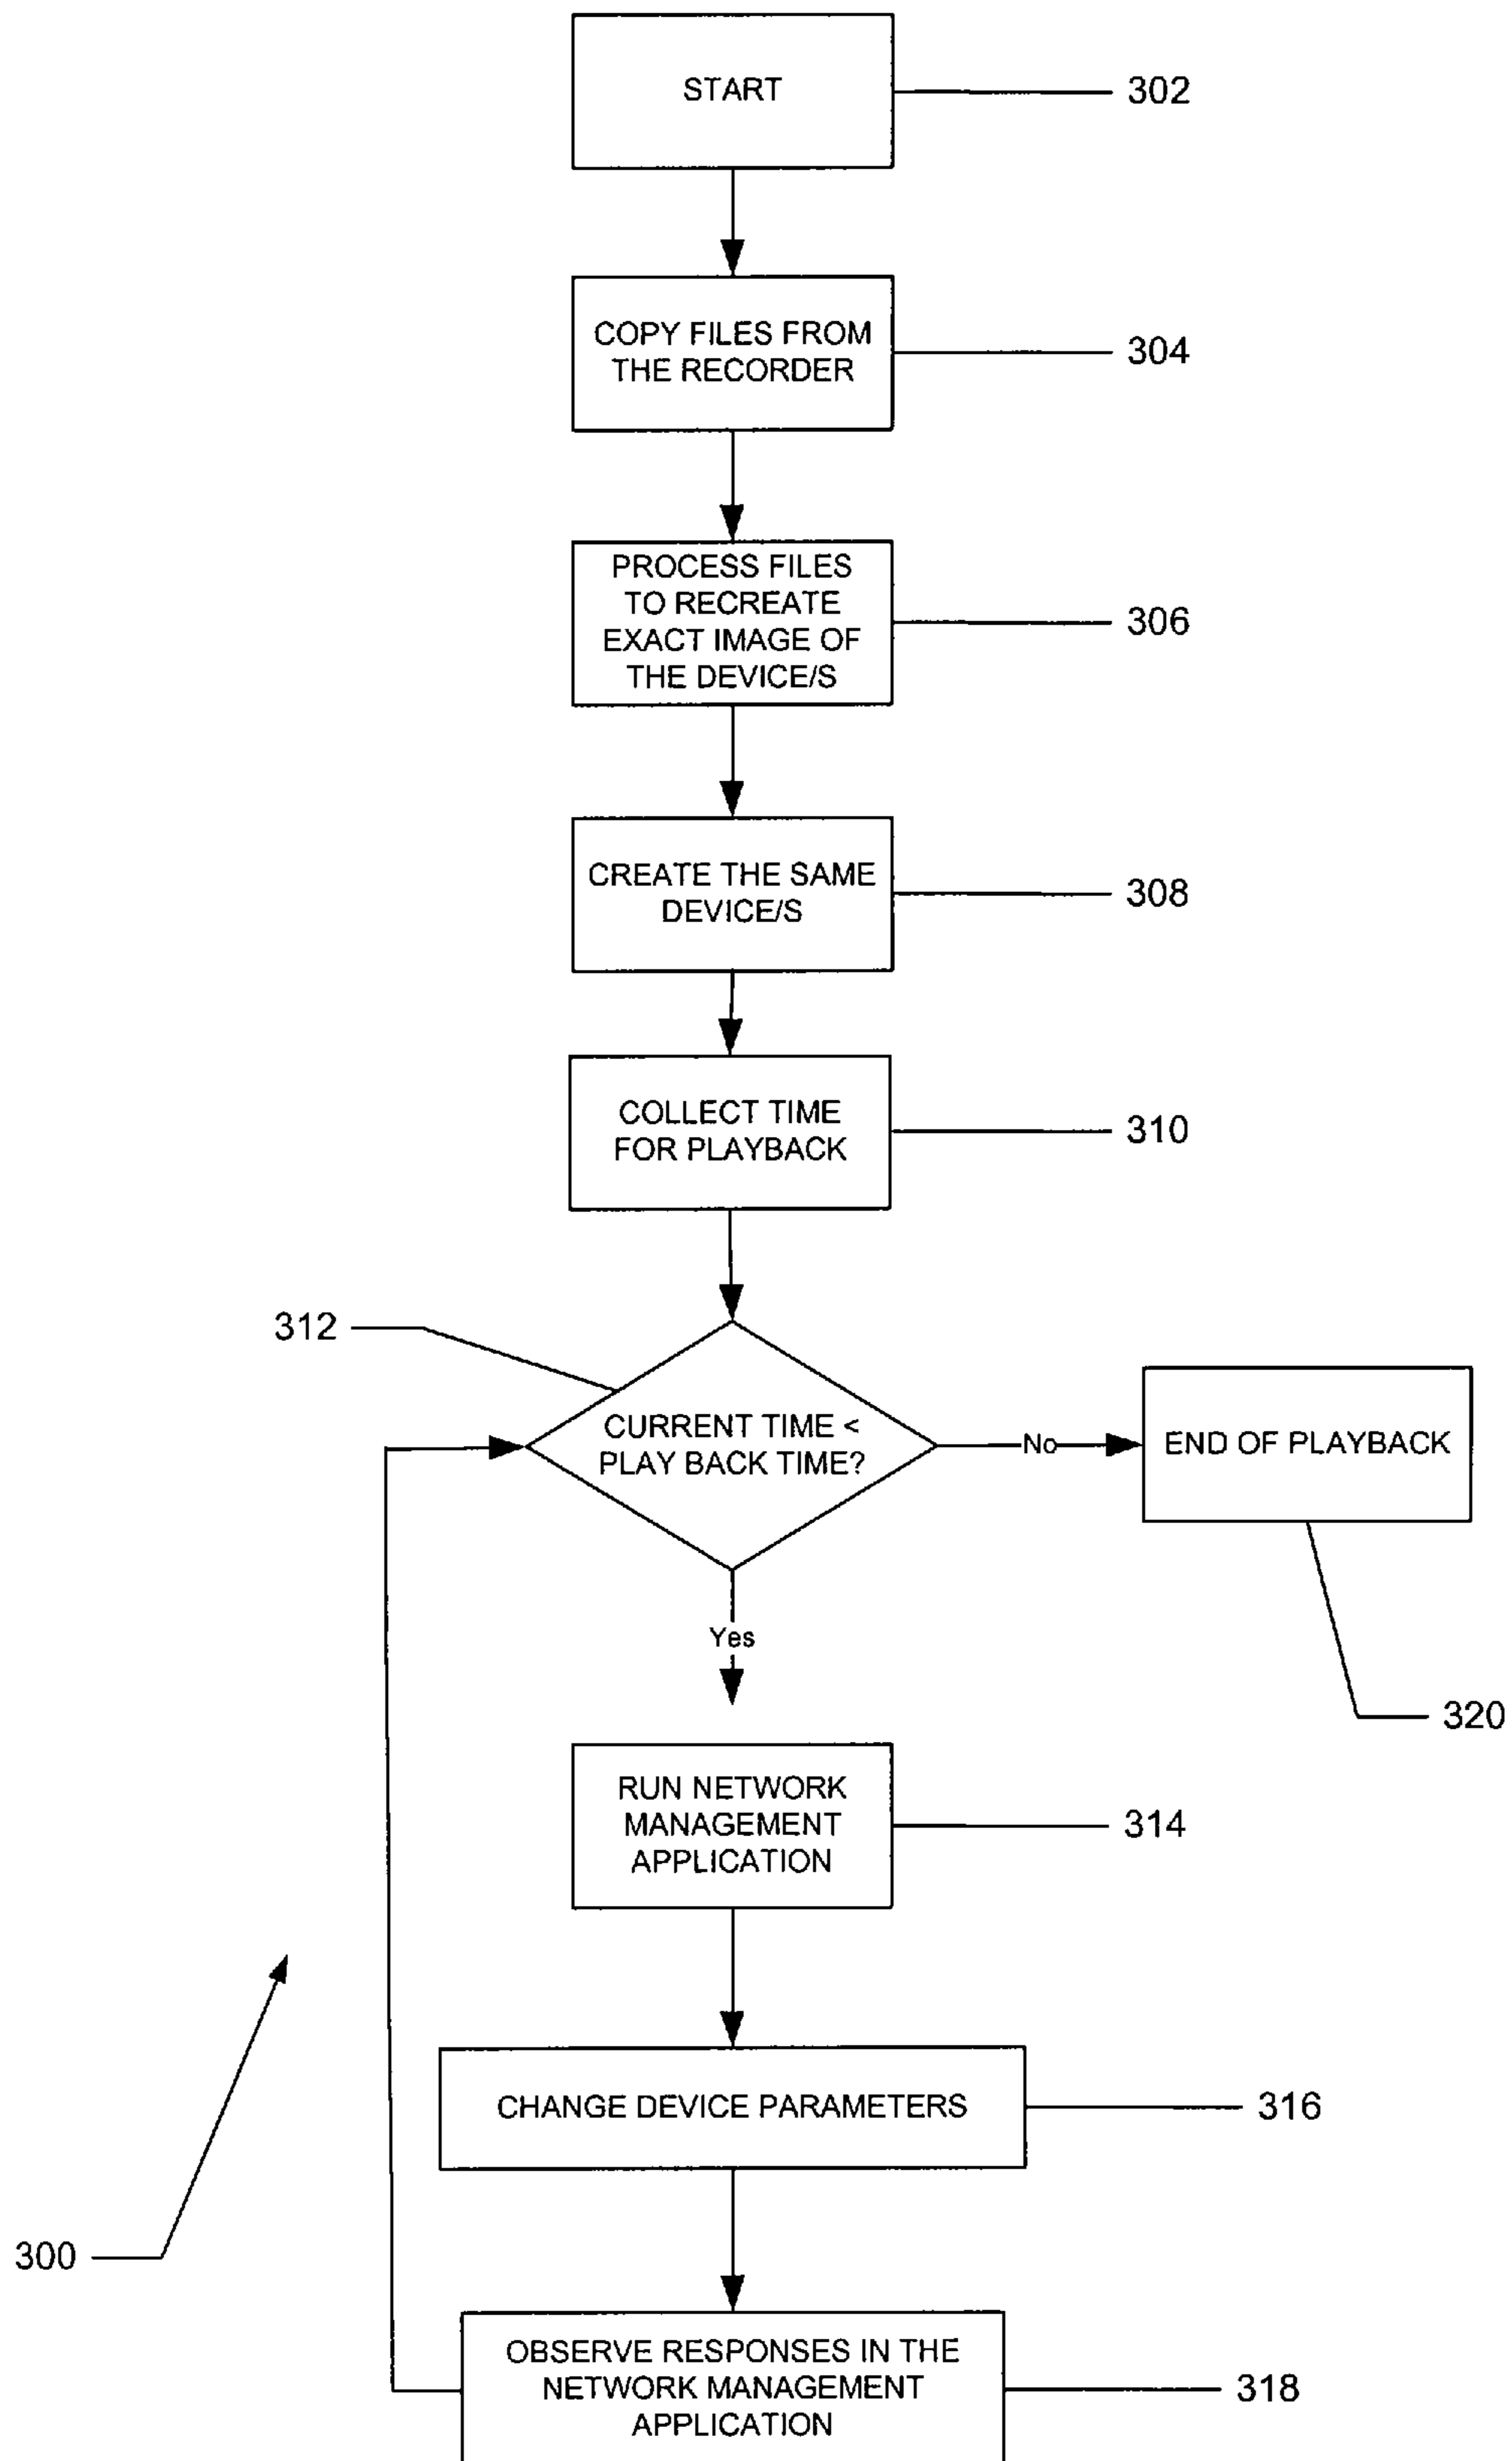 START
302
COPY FILES FROM
THE RECORDER
304
PROCESS FILES
TO RECREATE
EXACT IMAGE OF
THE DEVICE/S
306
CREATE THE SAME
DEVICE/S
308
COLLECT TIME
FOR PLAYBACK
310
312
CURRENT TIME <
PLAY BACK TIME?
No
END OF PLAYBACK
320
Yes
RUN NETWORK
MANAGEMENT
APPLICATION
314
CHANGE DEVICE PARAMETERS
316
300
OBSERVE RESPONSES IN THE
NETWORK MANAGEMENT
APPLICATION
318